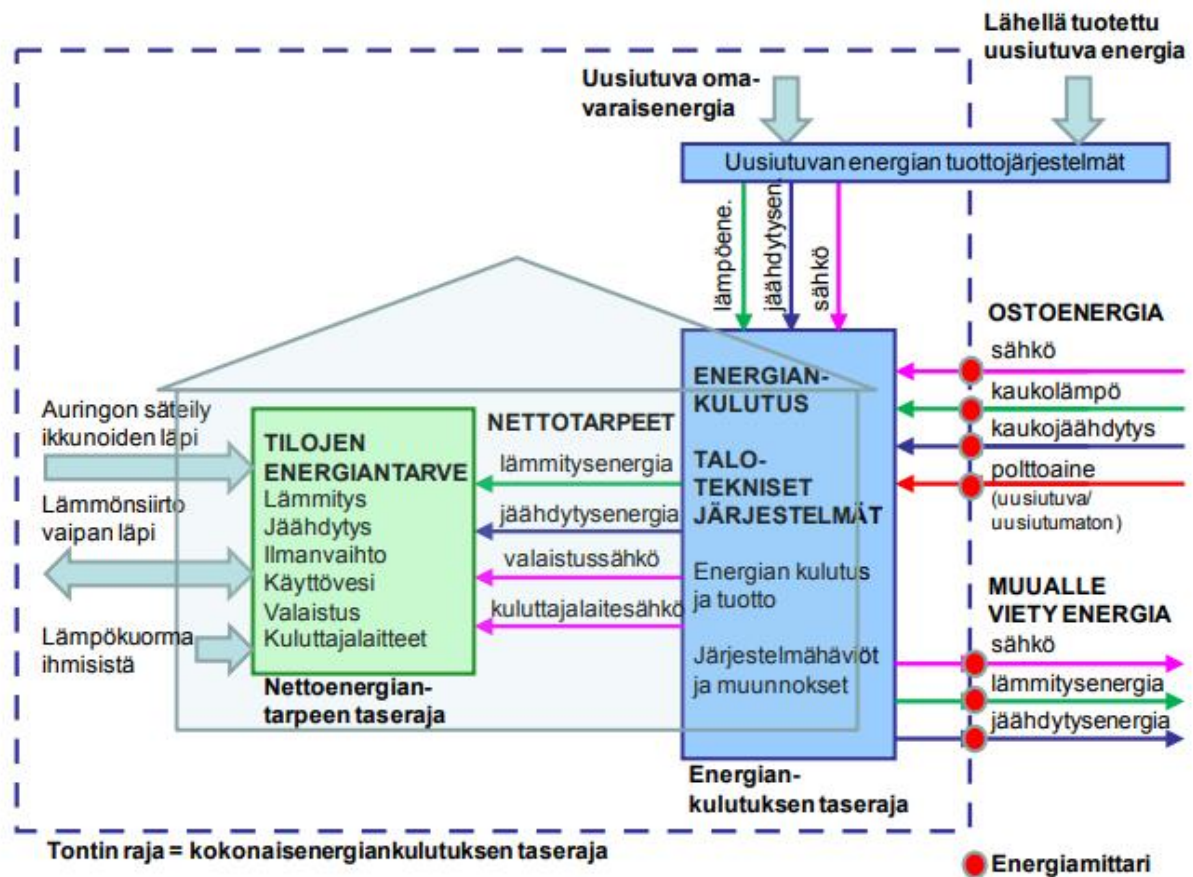 Lähellä tuotettu
uusiutuva energia
Uusiutuva oma-
varaisenergia
Uusiutuvan energian tuottojärjestelmät
lämpöene.
jäähdytysen.
sähkö
OSTOENERGIA
sähkö
kaukolämpö
kaukojäähdytys
polttoaine
(uusiutuva/
uusiutumaton)
ENERGIAN-
KULUTUS
TALO-
TEKNISET
JÄRJESTELMÄT
Energian kulutus
ja tuotto
Järjestelmähäviöt
ja muunnokset
Auringon säteily
ikkunoiden läpi
Lämmönsiirto
vaipan läpi
Lämpökuorma
ihmisistä
TILOJEN
ENERGIANTARVE
Lämmitys
Jäähdytys
Ilmanvaihto
Käyttövesi
Valaistus
Kuluttajalaitteet
NETTOTARPEET
lämmitysenergia
jäähdytysenergia
valaistussähkö
kuluttajalaitesähkö
Nettoenergian-
tarpeen taseraja
MUUALLE
VIETY ENERGIA
sähkö
lämmitysenergia
jäähdytysenergia
Energian-
kulutuksen taseraja
Tontin raja = kokonaisenergiankulutuksen taseraja
Energiamittari